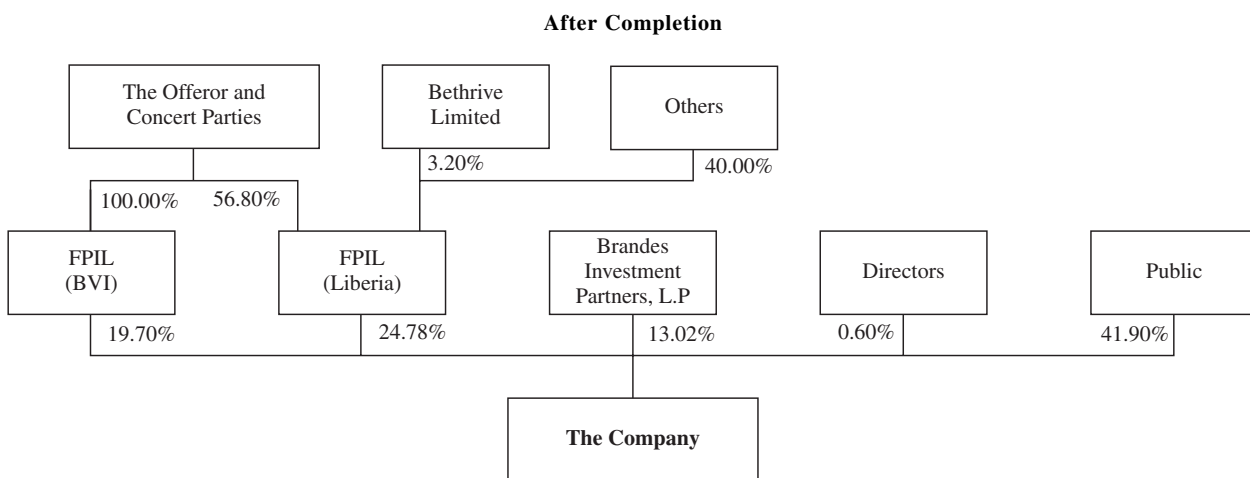 After Completion
The Offeror and
Concert Parties
Bethrive
Limited
Others
3.20%
40.00%
100.00%
56.80%
FPIL
(BVI)
FPIL
(Liberia)
Brandes
Investment
Partners, L.P
Directors
Public
19.70%
24.78%
13.02%
0.60%
41.90%
The Company